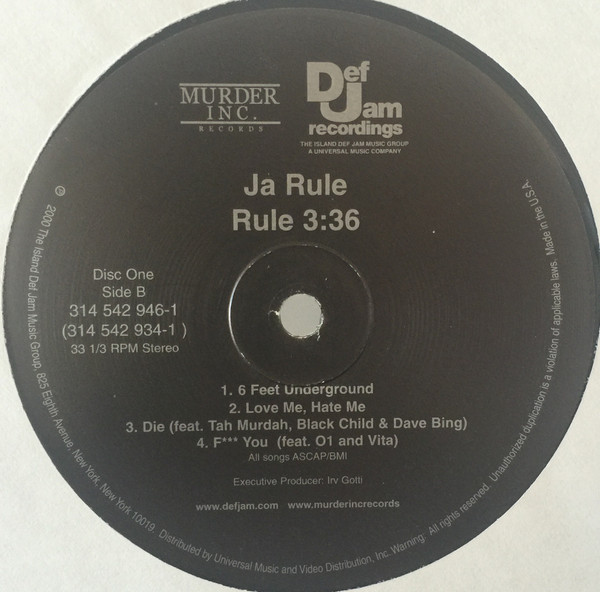 MURDER
INC.
RECORDS
Def
Jam
recordings
THE ISLAND DEF JAM MUSIC GROUP
A UNIVERSAL MUSIC COMPANY
Ja Rule
Rule 3:36
Disc One
Side B
314 542 946-1
(314 542 934-1 )
33 1/3 RPM Stereo
1. 6 Feet Underground
2. Love Me, Hate Me
3. Die (feat. Tah Murdah, Black Child & Dave Bing)
4. F*** You (feat. O1 and Vita)
All songs ASCAP/BMI
Executive Producer: Irv Gotti
www.defjam.com www.murderincrecords
℗ 2000 The Island Def Jam Music Group, 825 Eighth Avenue, New York, New York 10019. Distributed by Universal Music and Video Distribution, Inc. Warning: All rights reserved. Unauthorized duplication is a violation of applicable laws. Made in the U.S.A.